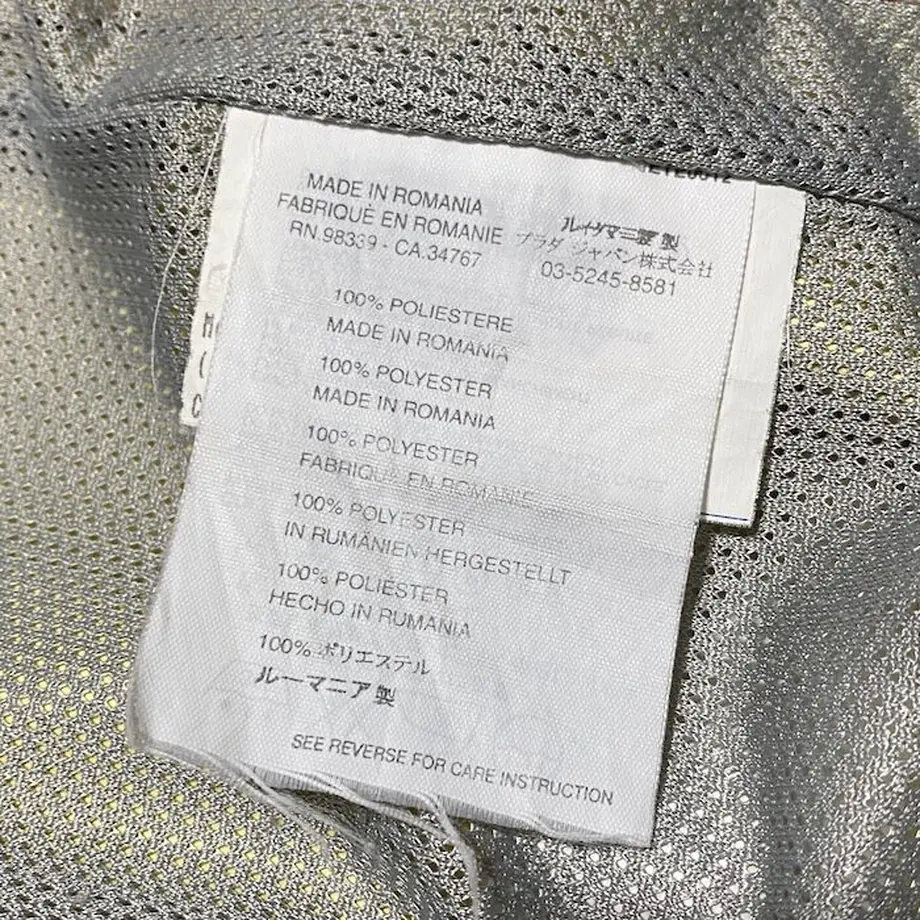 MADE IN ROMANIA
FABRIQUÉ EN ROMANIE
RN.98339 - CA.34767
製
プラダ ジャパン株式会社
03-5245-8581
100% POLIESTERE
MADE IN ROMANIA
100% POLYESTER
MADE IN ROMANIA
100% POLYESTER
FABRIQUÉ EN ROMANIE
100% POLYESTER
IN RUMÄNIEN HERGESTELLT
100% POLIESTER
HECHO IN RUMANIA
100% ポリエステル
ルーマニア製
SEE REVERSE FOR CARE INSTRUCTION